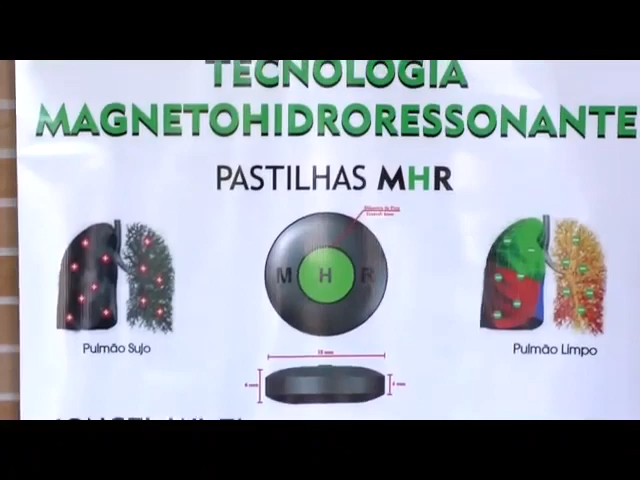 TECNOLOGIA
MAGNETOHIDRORESSONANTE
PASTILHAS MHR
M H R
Pulmão Sujo
Pulmão Limpo